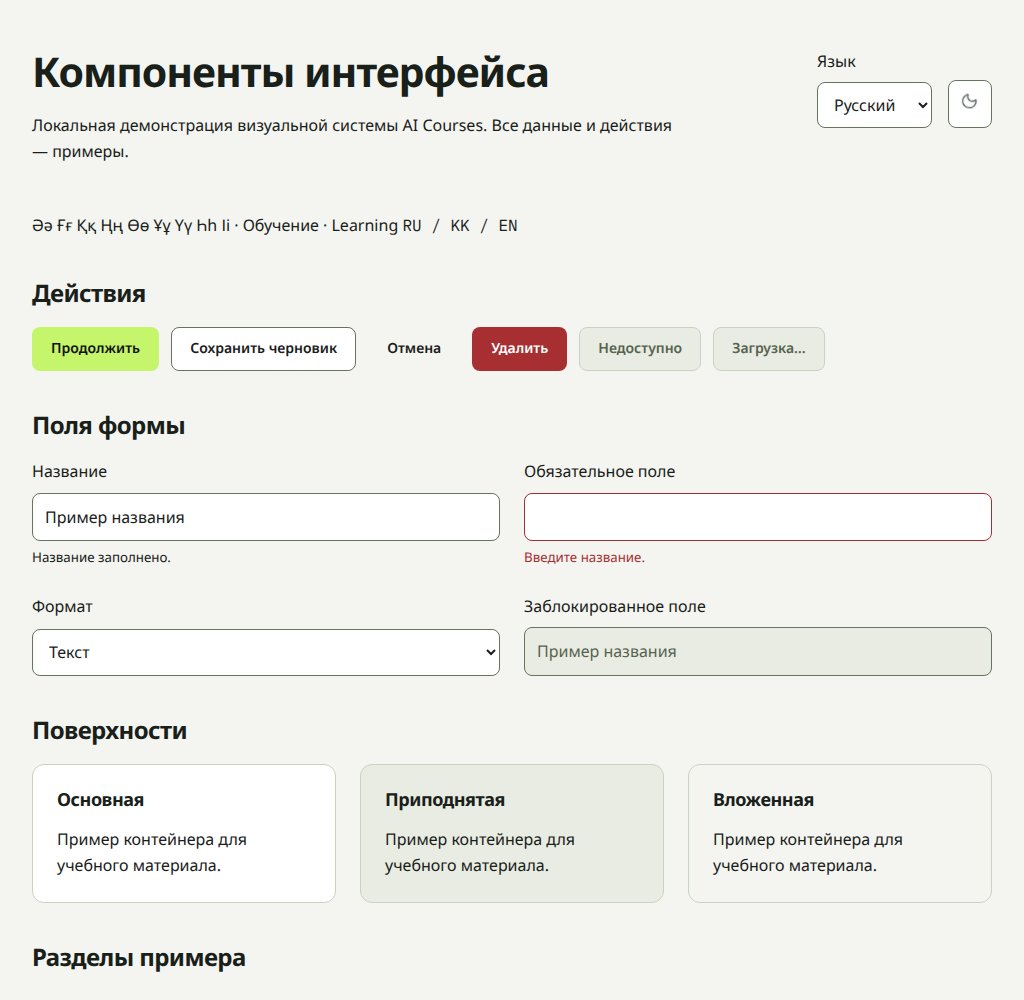 Компоненты интерфейса
Язык
Русский
Локальная демонстрация визуальной системы AI Courses. Все данные и действия
— примеры.
Әә Ғғ Ққ Ңң Өө Ұұ Үү Һһ Іі · Обучение · Learning RU / KK / EN
Действия
Продолжить
Сохранить черновик
Отмена
Удалить
Недоступно
Загрузка...
Поля формы
Название
Обязательное поле
Пример названия
Название заполнено.
Введите название.
Формат
Заблокированное поле
Текст
Пример названия
Поверхности
Основная
Пример контейнера для
учебного материала.
Приподнятая
Пример контейнера для
учебного материала.
Вложенная
Пример контейнера для
учебного материала.
Разделы примера